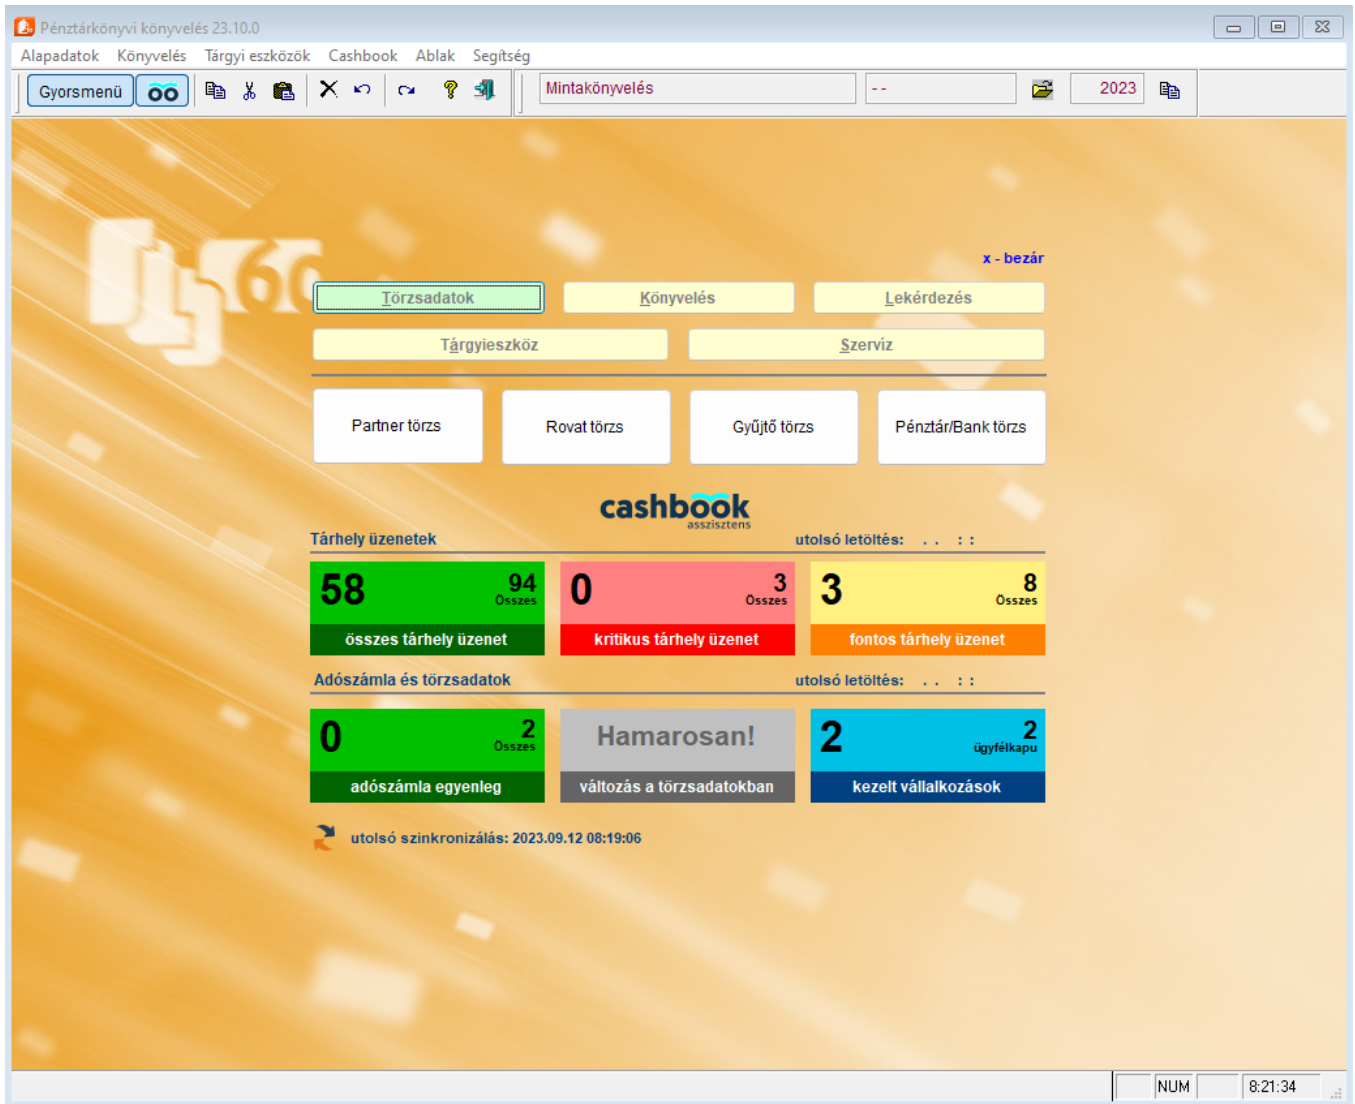 Pénztárkönyvi könyvelés 23.10.0
Alapadatok Könyvelés Tárgyi eszközök Cashbook Ablak Segítség
Gyorsmenü Mintakönyvelés -- 2023
x - bezár
Törzsadatok Könyvelés Lekérdezés
Tárgyieszköz Szervíz
Partner törzs Rovat törzs Gyűjtő törzs Pénztár/Bank törzs
cashbook
asszisztens
Tárhely üzenetek utolsó letöltés: . . : :
58 94 0 3 3 8
Összes Összes Összes
összes tárhely üzenet kritikus tárhely üzenet fontos tárhely üzenet
Adószámla és törzsadatok utolsó letöltés: . . : :
0 2 Hamarosan! 2 2
Összes ügyfélkapu
adószámla egyenleg változás a törzsadatokban kezelt vállalkozások
utolsó szinkronizálás: 2023.09.12 08:19:06
NUM 8:21:34